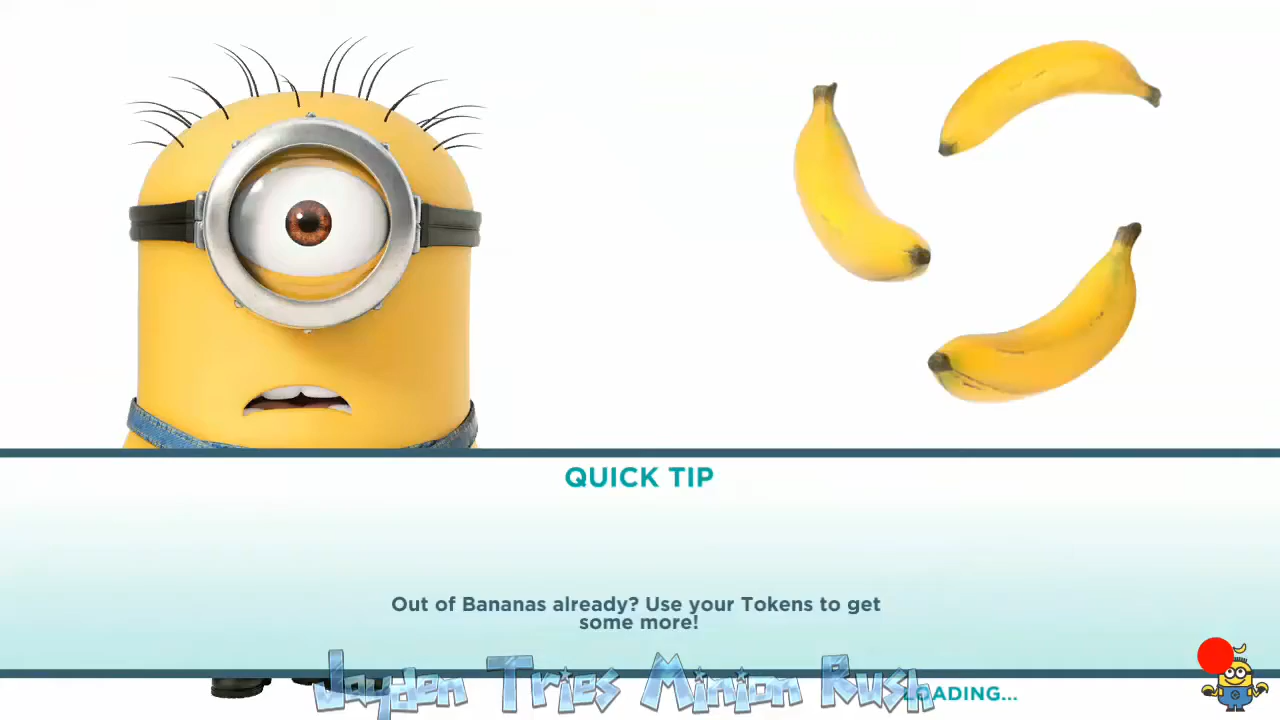 QUICK TIP
Out of Bananas already? Use your Tokens to get
some more!
Jayden Tries Minion Rush
LOADING...